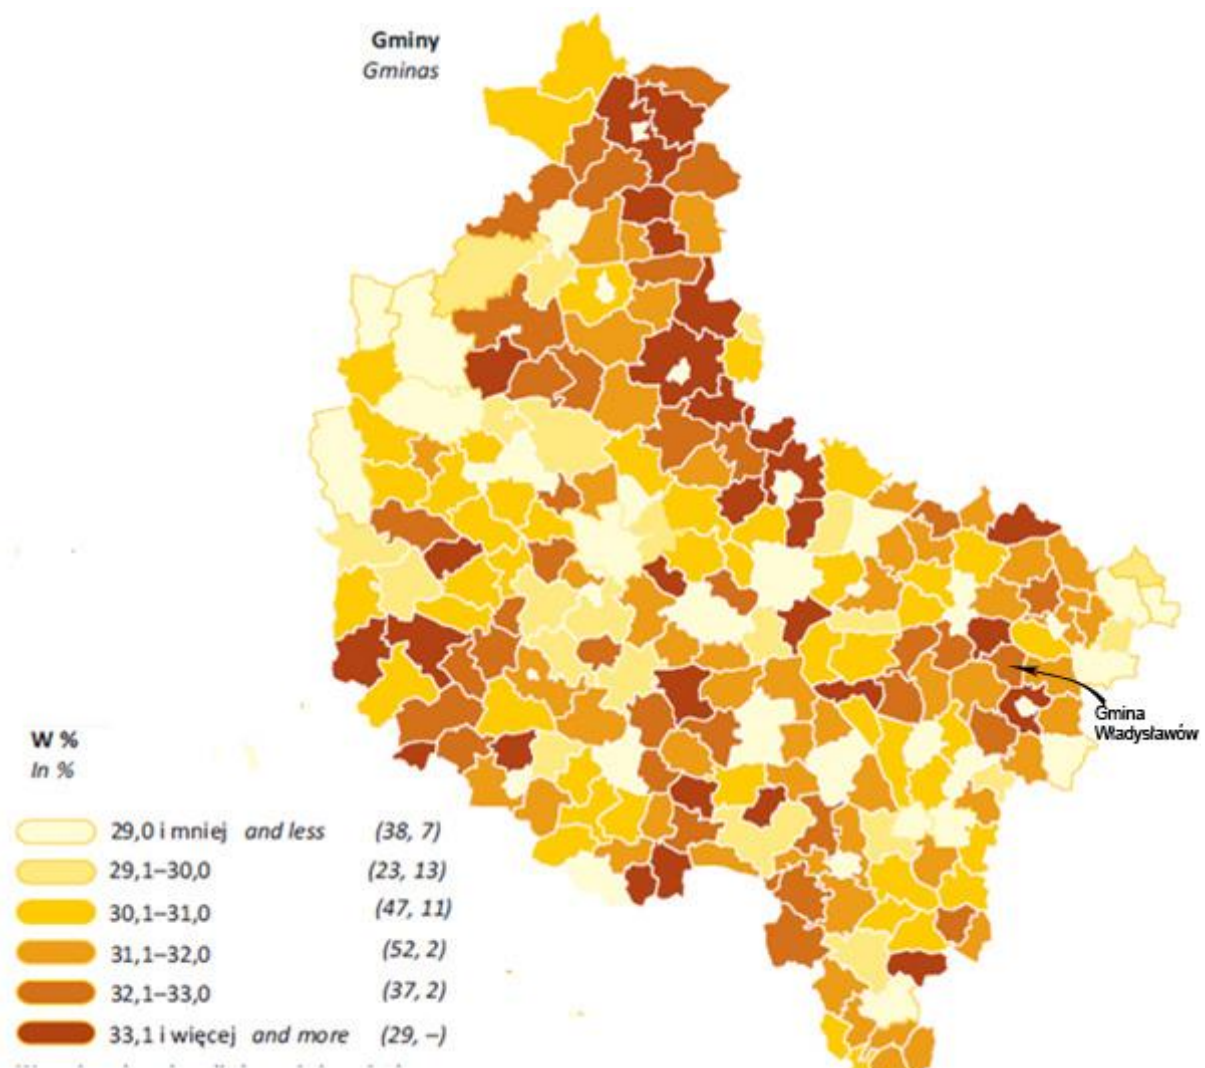 Gminy
Gminas
Gmina
Władysławów
W %
In %
29,0 i mniej and less (38, 7)
29,1–30,0 (23, 13)
30,1–31,0 (47, 11)
31,1–32,0 (52, 2)
32,1–33,0 (37, 2)
33,1 i więcej and more (29, –)